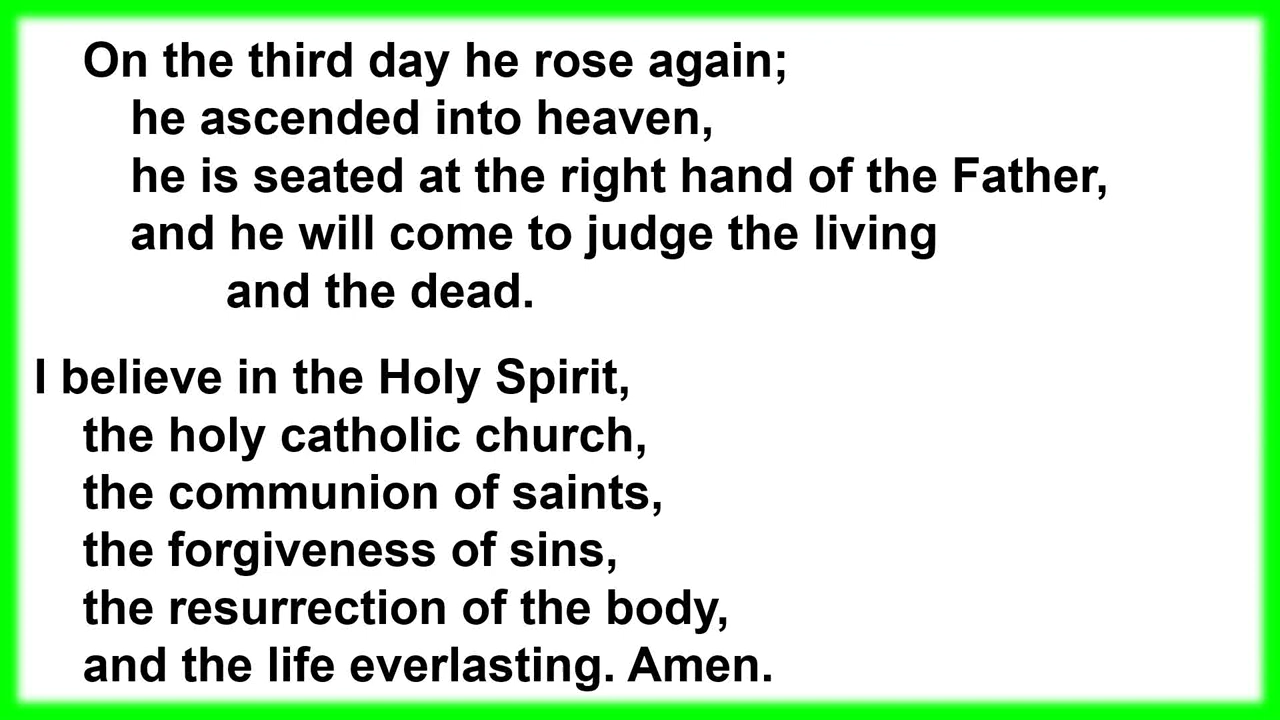 On the third day he rose again;
he ascended into heaven,
he is seated at the right hand of the Father,
and he will come to judge the living
and the dead.
I believe in the Holy Spirit,
the holy catholic church,
the communion of saints,
the forgiveness of sins,
the resurrection of the body,
and the life everlasting. Amen.